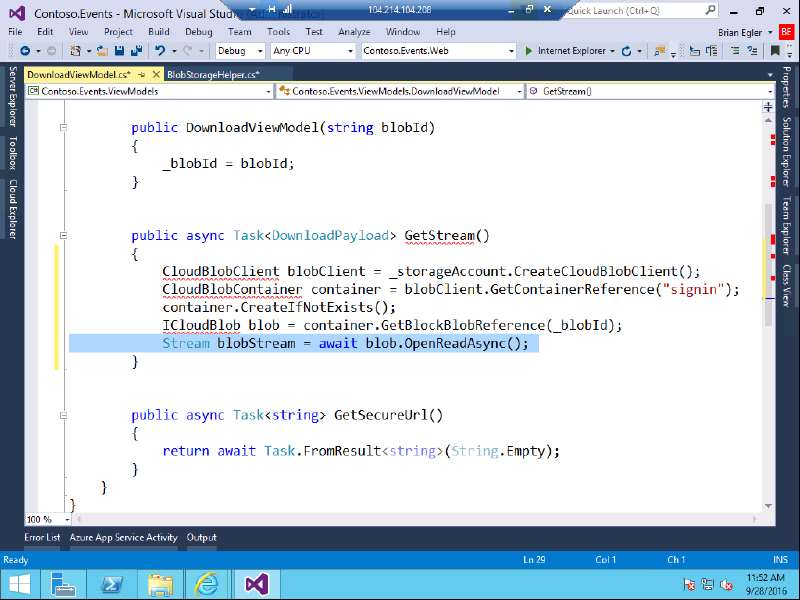 Contoso.Events - Microsoft Visual Stud
104.214.104.208
Quick Launch (Ctrl+Q)
File Edit View Project Build Debug Team Tools Test Analyze Window Help
Brian Egler BE
Debug Any CPU Contoso.Events.Web Internet Explorer
Server Explorer
Toolbox
Cloud Explorer
DownloadViewModel.cs* BlobStorageHelper.cs*
Contoso.Events.ViewModels Contoso.Events.ViewModels.DownloadViewModel GetStream()
public DownloadViewModel(string blobId)
{
_blobId = blobId;
}
public async Task<DownloadPayload> GetStream()
{
CloudBlobClient blobClient = _storageAccount.CreateCloudBlobClient();
CloudBlobContainer container = blobClient.GetContainerReference("signin");
container.CreateIfNotExists();
ICloudBlob blob = container.GetBlockBlobReference(_blobId);
Stream blobStream = await blob.OpenReadAsync();
}
public async Task<string> GetSecureUrl()
{
return await Task.FromResult<string>(String.Empty);
}
}
}
Properties
Solution Explorer
Team Explorer
Class View
100 %
Error List Azure App Service Activity Output
Ready Ln 29 Col 1 Ch 1 INS
11:52 AM
9/28/2016